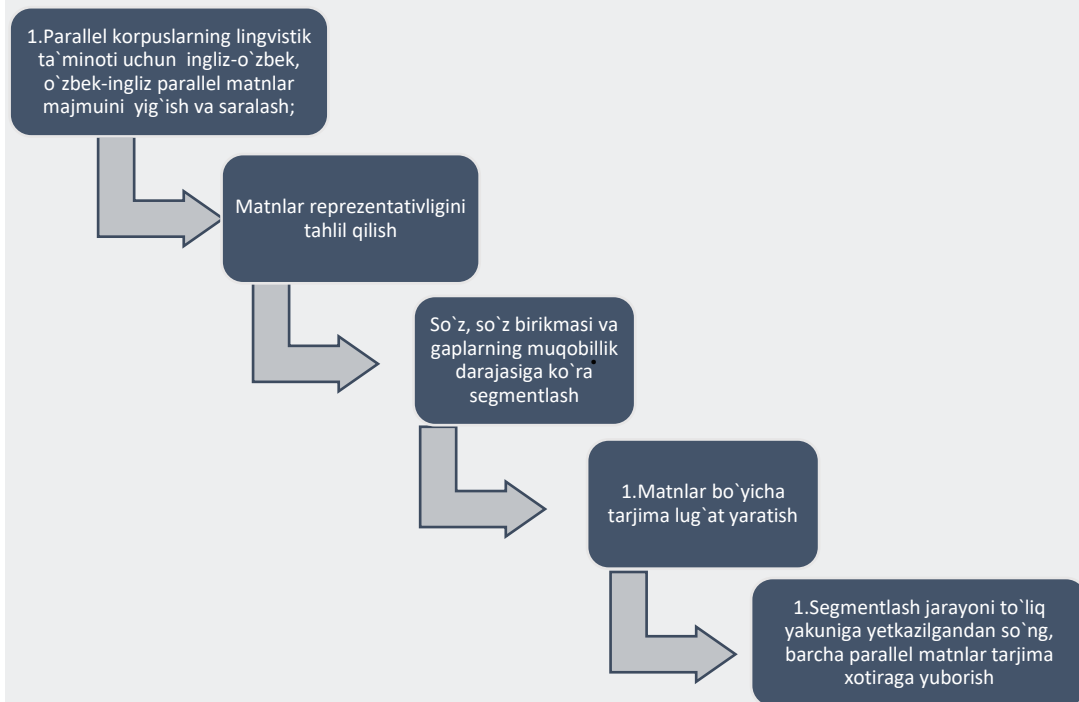 1.Parallel korpuslarning lingvistik
ta`minoti uchun  ingliz-o`zbek,
o`zbek-ingliz parallel matnlar
majmuini  yig`ish va saralash;
Matnlar reprezentativligini
tahlil qilish
So`z, so`z birikmasi va
gaplarning muqobillik
darajasiga ko`ra
segmentlash
1.Matnlar bo`yicha
tarjima lug`at yaratish
1.Segmentlash jarayoni to`liq
yakuniga yetkazilgandan so`ng,
barcha parallel matnlar tarjima
xotiraga yuborish